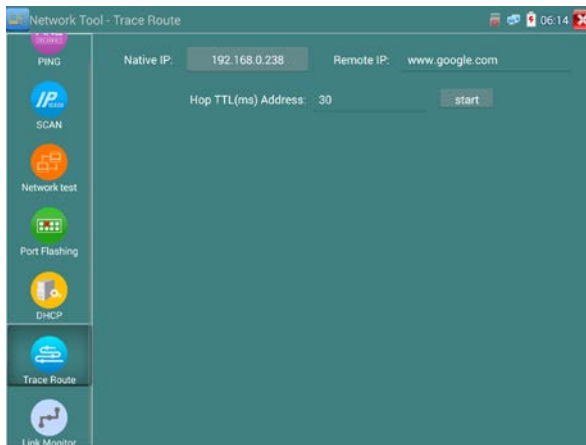 Network Tool - Trace Route
06:14
PING
Native IP:
192.168.0.238
Remote IP:
www.google.com
IP
SCAN
Hop TTL(ms) Address:
30
start
Network test
Port Flashing
DHCP
Trace Route
Link Monitor